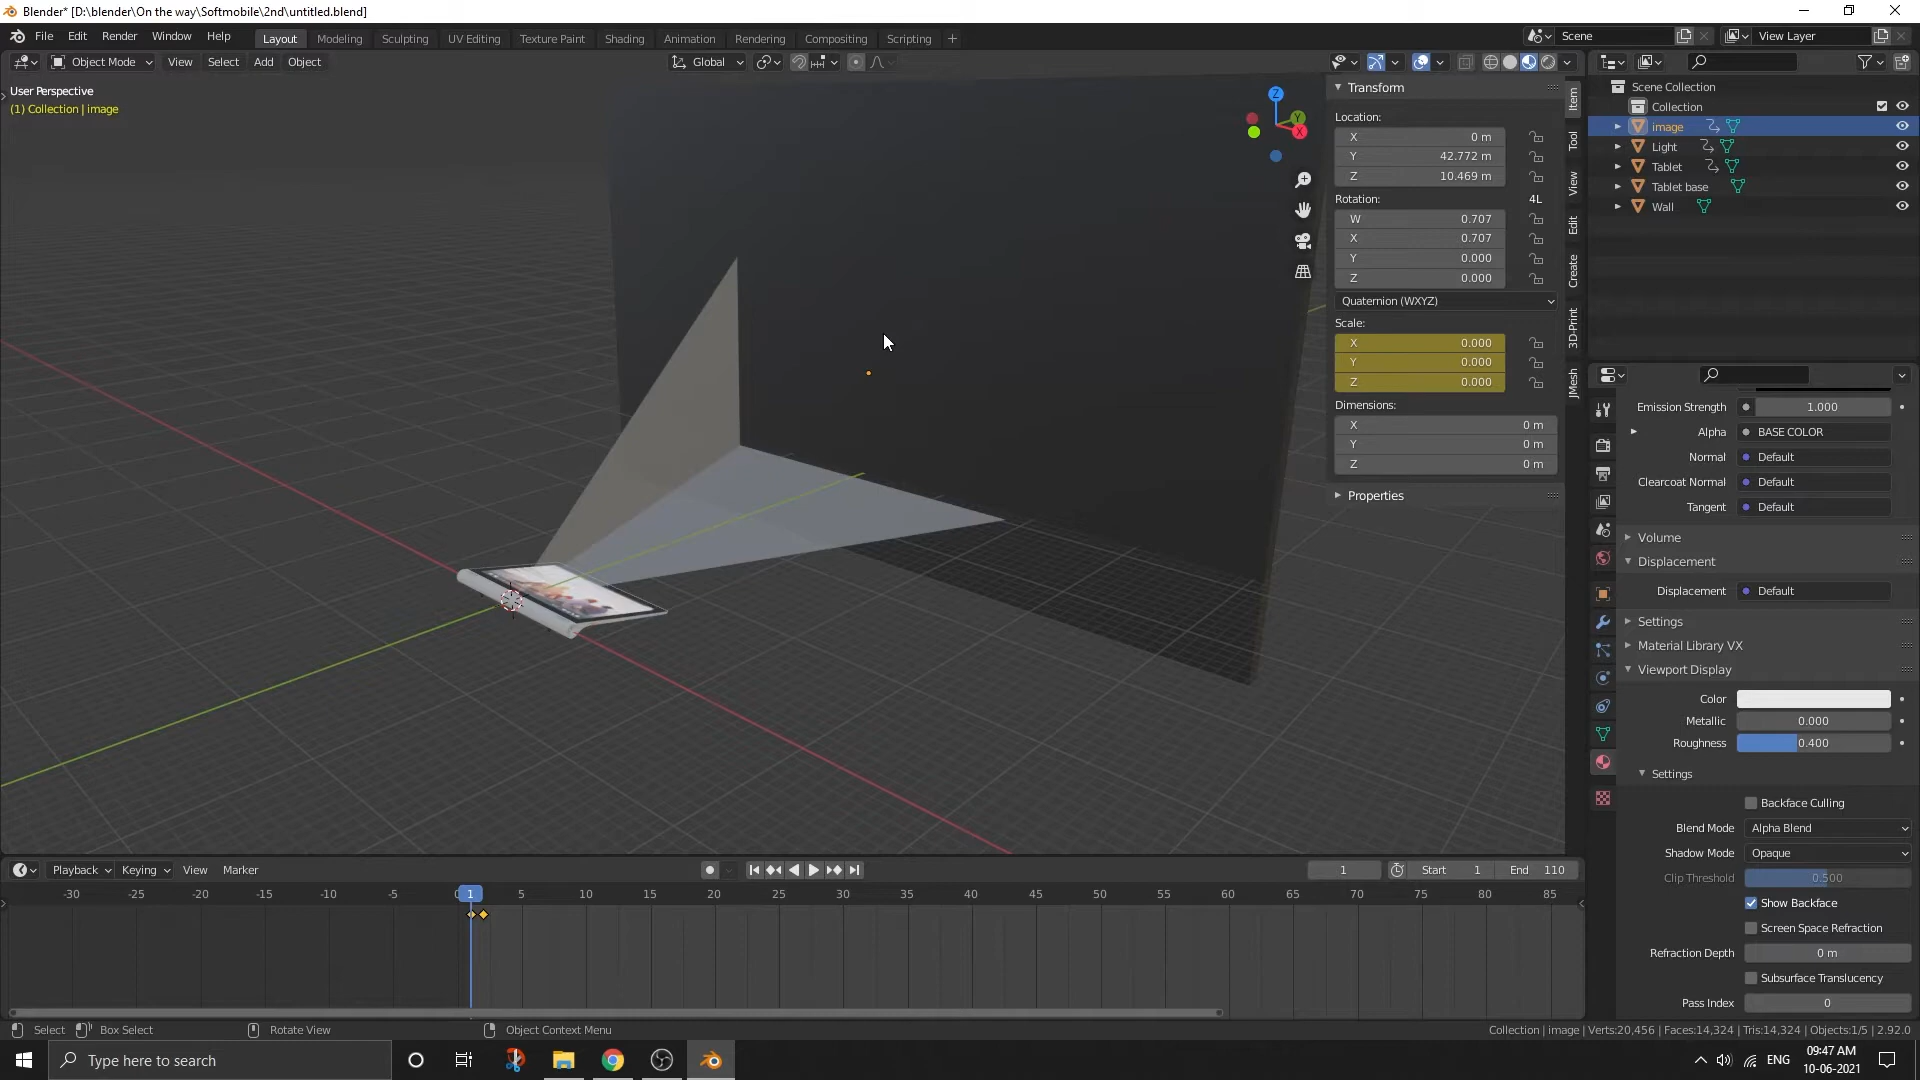 Blender* [D:\blender\On the way\Softmobile\2nd\untitled.blend]
File Edit Render Window Help Layout Modeling Sculpting UV Editing Texture Paint Shading Animation Rendering Compositing Scripting + Scene View Layer
Object Mode View Select Add Object Global
User Perspective
(1) Collection | image
Z
Y
X
Transform
Location:
X 0 m
Y 42.772 m
Z 10.469 m
Rotation: 4L
W 0.707
X 0.707
Y 0.000
Z 0.000
Quaternion (WXYZ)
Scale:
X 0.000
Y 0.000
Z 0.000
Dimensions:
X 0 m
Y 0 m
Z 0 m
Properties
Item
Tool
View
Edit
Create
3D-Print
JMesh
Scene Collection
Collection
image
Light
Tablet
Tablet base
Wall
Emission Strength 1.000
Alpha BASE COLOR
Normal Default
Clearcoat Normal Default
Tangent Default
Volume
Displacement
Displacement Default
Settings
Material Library VX
Viewport Display
Color
Metallic 0.000
Roughness 0.400
Settings
Backface Culling
Blend Mode Alpha Blend
Shadow Mode Opaque
Clip Threshold 0.500
Show Backface
Screen Space Refraction
Refraction Depth 0 m
Subsurface Translucency
Pass Index 0
Playback Keying View Marker 1 Start 1 End 110
-30 -25 -20 -15 -10 -5 0 1 5 10 15 20 25 30 35 40 45 50 55 60 65 70 75 80 85
Select Box Select Rotate View Object Context Menu Collection | image | Verts:20,456 | Faces:14,324 | Tris:14,324 | Objects:1/5 | 2.92.0
Type here to search ENG 09:47 AM
10-06-2021